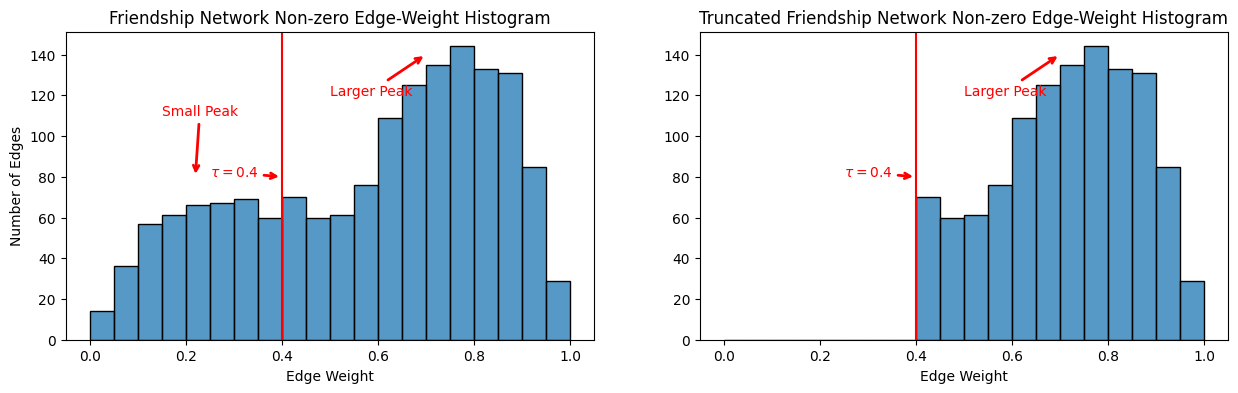 Friendship Network Non-zero Edge-Weight Histogram
Number of Edges
140
120
100
80
60
40
20
0
Small Peak
Larger Peak
τ = 0.4
0.0 0.2 0.4 0.6 0.8 1.0
Edge Weight
Truncated Friendship Network Non-zero Edge-Weight Histogram
140
120
100
80
60
40
20
0
Larger Peak
τ = 0.4
0.0 0.2 0.4 0.6 0.8 1.0
Edge Weight